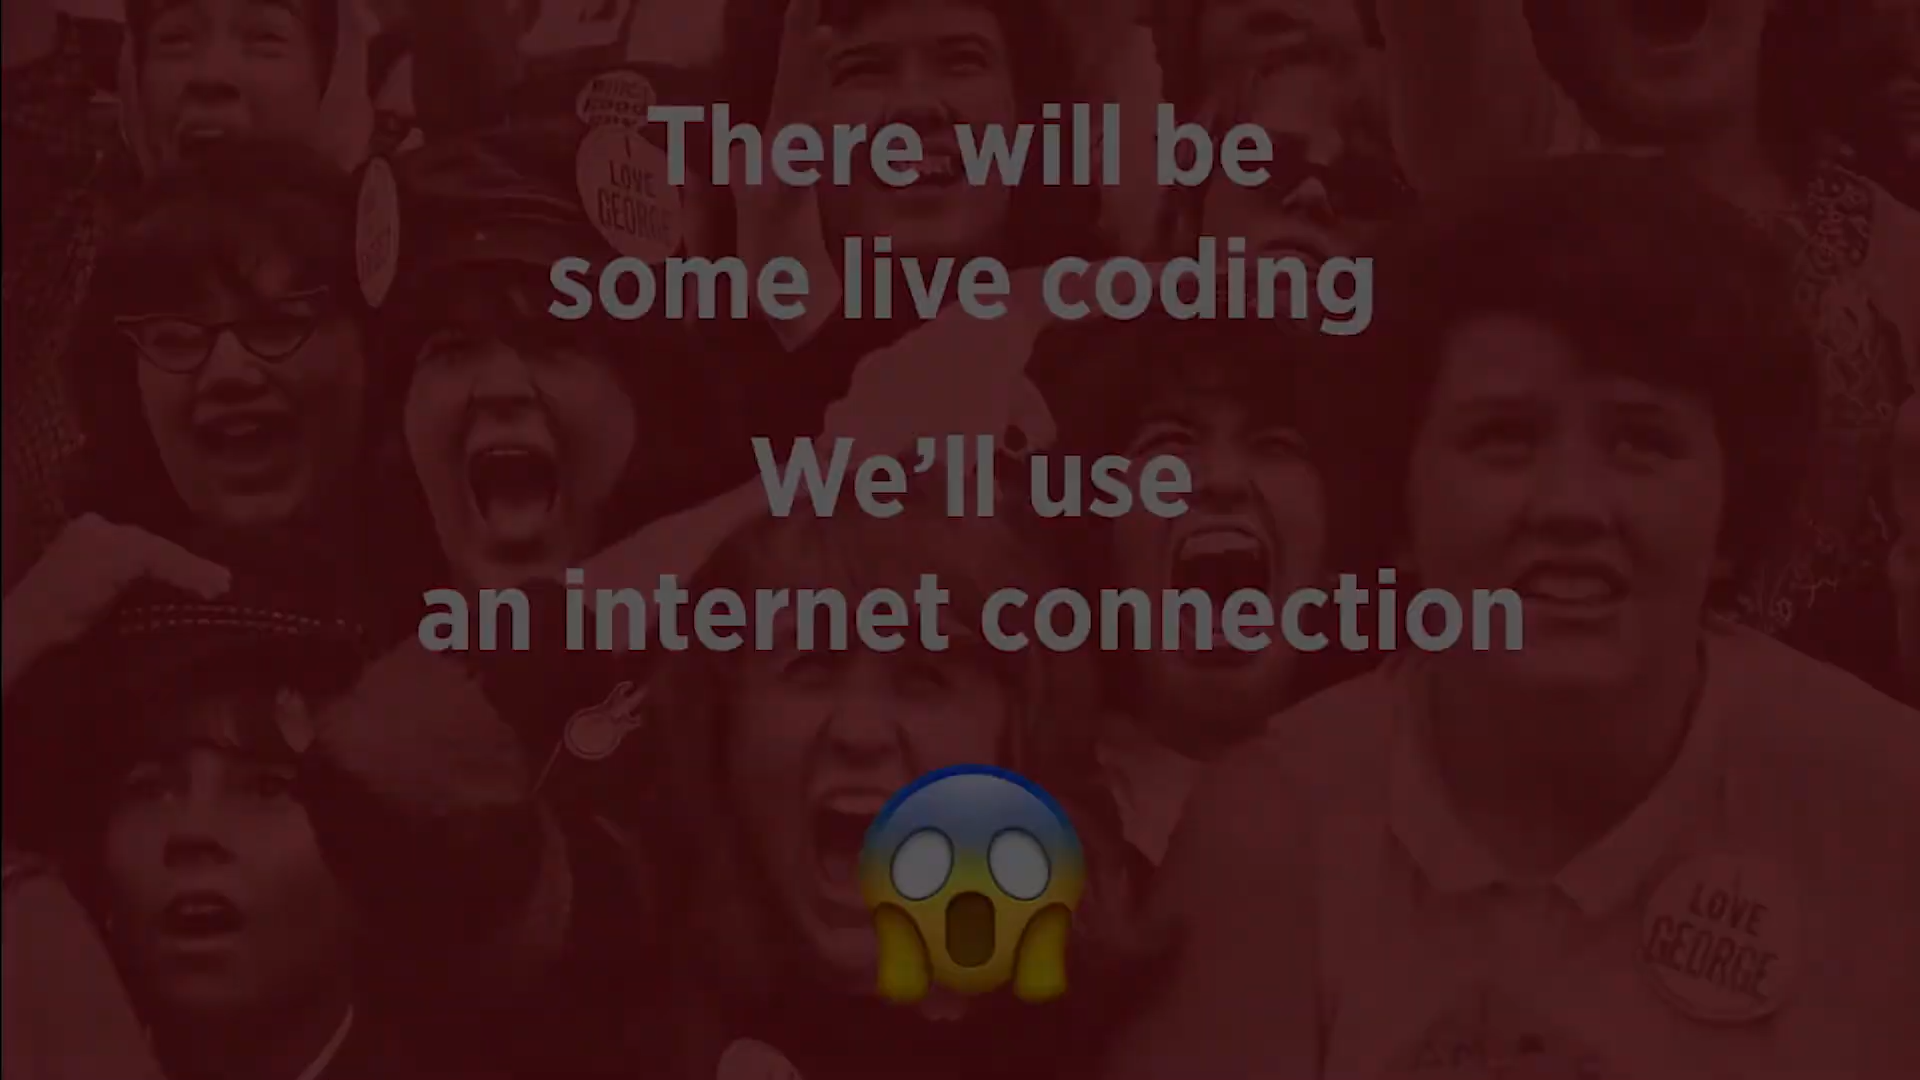 There will be
some live coding
We’ll use
an internet connection
LOVE
GEORGE
LOVE
GEORGE